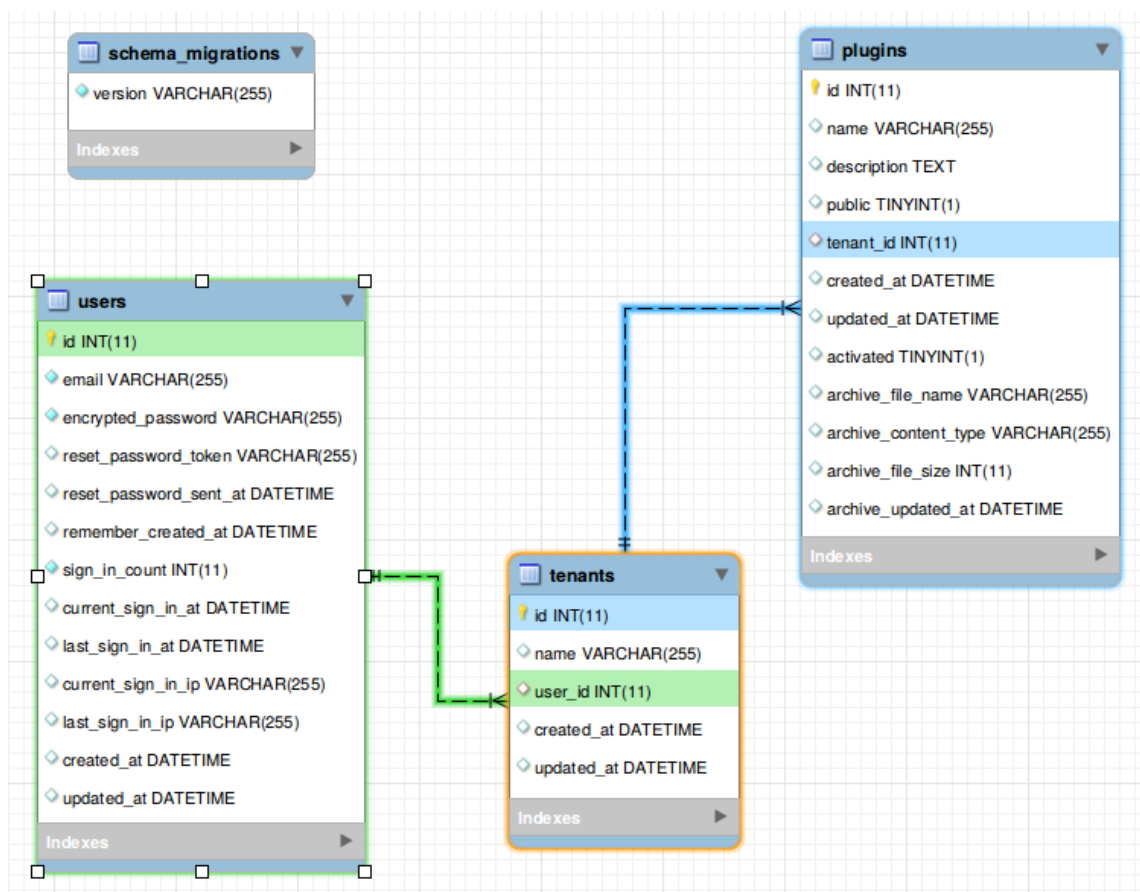 schema_migrations
version VARCHAR(255)
Indexes
plugins
id INT(11)
name VARCHAR(255)
description TEXT
public TINYINT(1)
tenant_id INT(11)
created_at DATETIME
updated_at DATETIME
activated TINYINT(1)
archive_file_name VARCHAR(255)
archive_content_type VARCHAR(255)
archive_file_size INT(11)
archive_updated_at DATETIME
Indexes
users
id INT(11)
email VARCHAR(255)
encrypted_password VARCHAR(255)
reset_password_token VARCHAR(255)
reset_password_sent_at DATETIME
remember_created_at DATETIME
sign_in_count INT(11)
current_sign_in_at DATETIME
last_sign_in_at DATETIME
current_sign_in_ip VARCHAR(255)
last_sign_in_ip VARCHAR(255)
created_at DATETIME
updated_at DATETIME
Indexes
tenants
id INT(11)
name VARCHAR(255)
user_id INT(11)
created_at DATETIME
updated_at DATETIME
Indexes